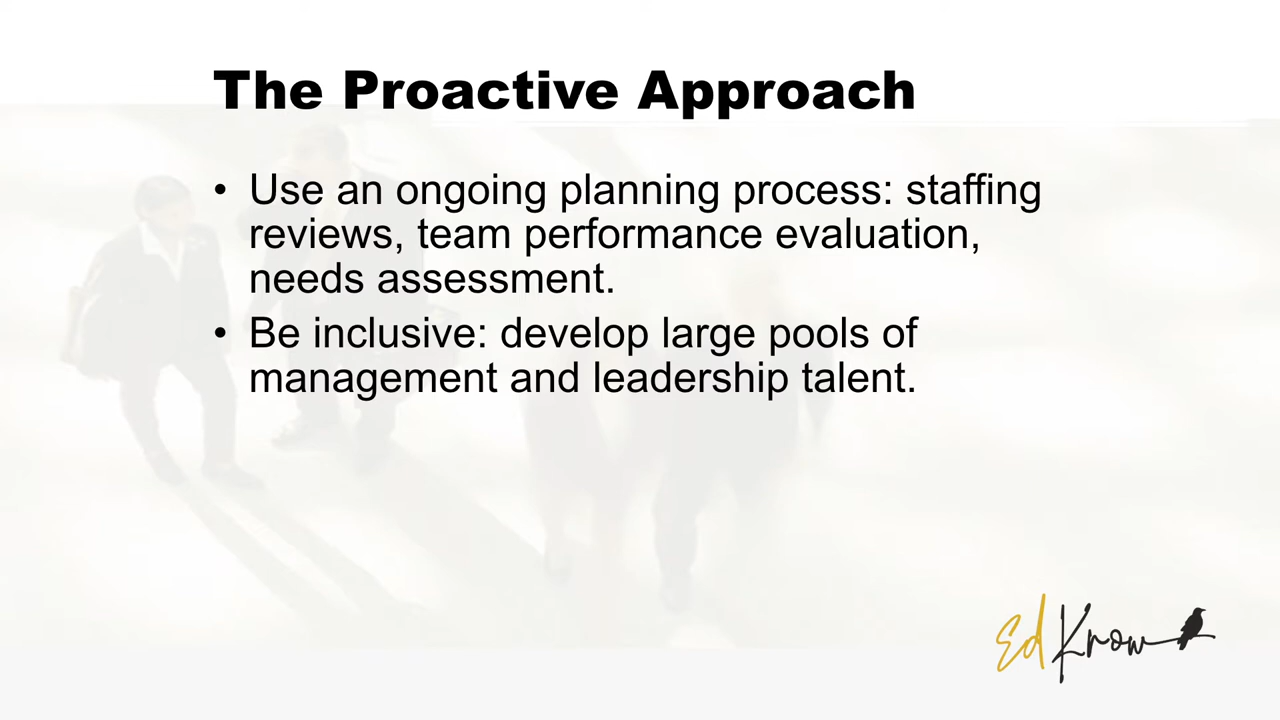 The Proactive Approach
• Use an ongoing planning process: staffing
reviews, team performance evaluation,
needs assessment.
• Be inclusive: develop large pools of
management and leadership talent.
Ed Know